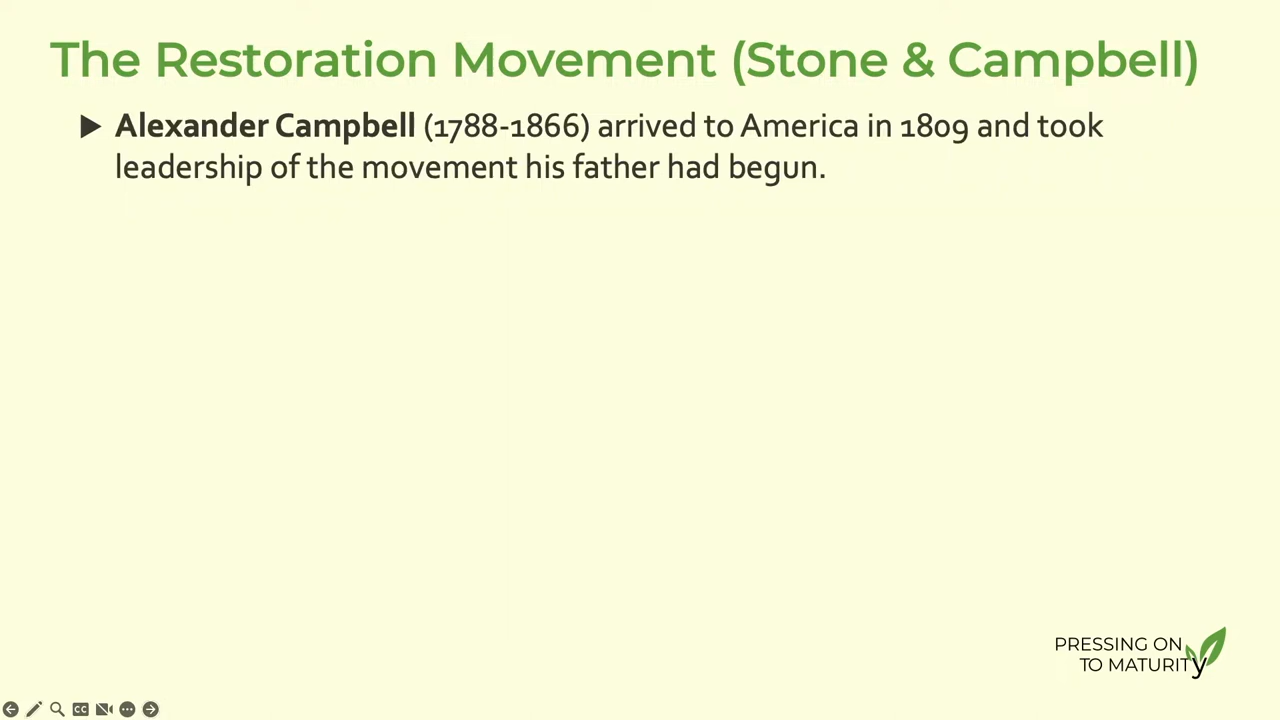 The Restoration Movement (Stone & Campbell)
▶ Alexander Campbell (1788-1866) arrived to America in 1809 and took
leadership of the movement his father had begun.
PRESSING ON
TO MATURITy
CC